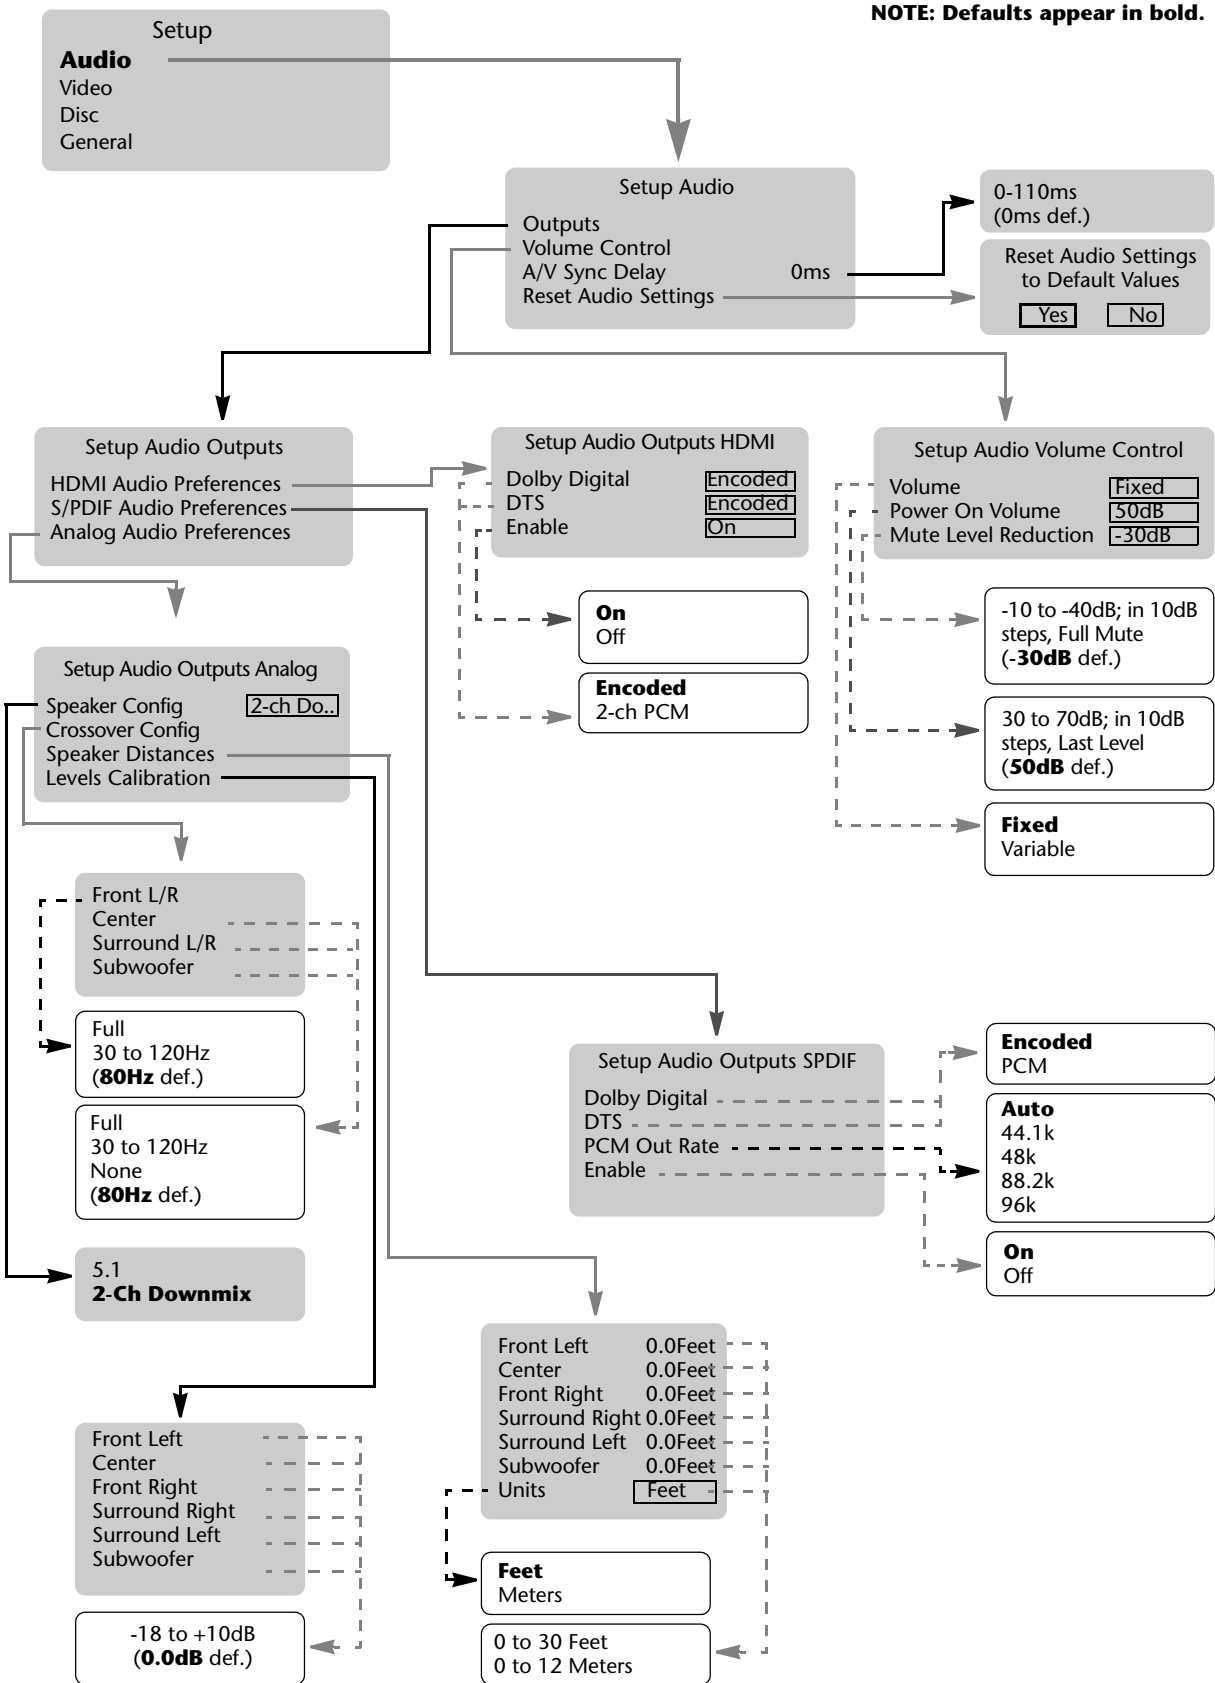 NOTE: Defaults appear in bold.
Setup
Audio
Video
Disc
General
Setup Audio
Outputs
Volume Control
A/V Sync Delay 0ms
Reset Audio Settings
0-110ms
(0ms def.)
Reset Audio Settings
to Default Values
Yes No
Setup Audio Outputs
HDMI Audio Preferences
S/PDIF Audio Preferences
Analog Audio Preferences
Setup Audio Outputs HDMI
Dolby Digital Encoded
DTS Encoded
Enable On
Setup Audio Volume Control
Volume Fixed
Power On Volume 50dB
Mute Level Reduction -30dB
On
Off
Encoded
2-ch PCM
-10 to -40dB; in 10dB
steps, Full Mute
(-30dB def.)
30 to 70dB; in 10dB
steps, Last Level
(50dB def.)
Fixed
Variable
Setup Audio Outputs Analog
Speaker Config 2-ch Do..
Crossover Config
Speaker Distances
Levels Calibration
Front L/R
Center
Surround L/R
Subwoofer
Full
30 to 120Hz
(80Hz def.)
Full
30 to 120Hz
None
(80Hz def.)
5.1
2-Ch Downmix
Setup Audio Outputs SPDIF
Dolby Digital
DTS
PCM Out Rate
Enable
Encoded
PCM
Auto
44.1k
48k
88.2k
96k
On
Off
Front Left 0.0Feet
Center 0.0Feet
Front Right 0.0Feet
Surround Right 0.0Feet
Surround Left 0.0Feet
Subwoofer 0.0Feet
Units Feet
Front Left
Center
Front Right
Surround Right
Surround Left
Subwoofer
Feet
Meters
-18 to +10dB
(0.0dB def.)
0 to 30 Feet
0 to 12 Meters